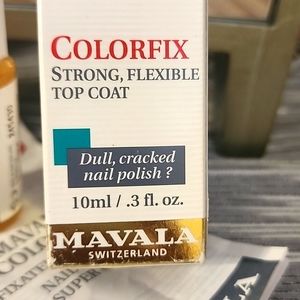 COLORFIX
STRONG, FLEXIBLE
TOP COAT
Dull, cracked
nail polish ?
10ml / .3 fl. oz.
MAVALA
SWITZERLAND